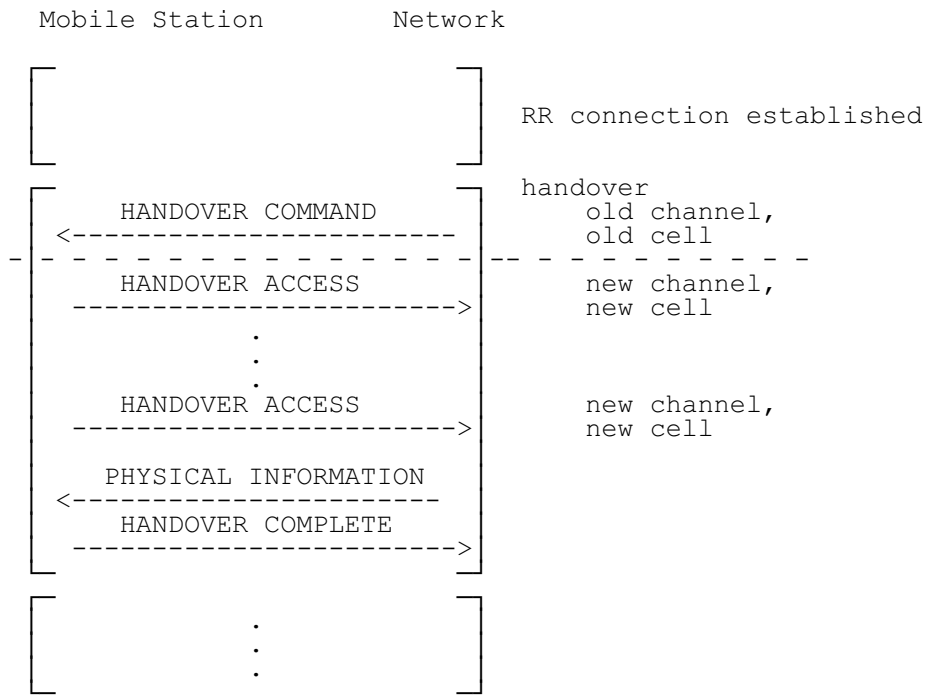 Mobile Station Network
RR connection established
handover
HANDOVER COMMAND old channel,
<------------------------ old cell
- - - - - - - - - - - - - - - -- - - - - - - - - - -
HANDOVER ACCESS new channel,
------------------------> new cell
.
.
.
HANDOVER ACCESS new channel,
------------------------> new cell
PHYSICAL INFORMATION
<-----------------------
HANDOVER COMPLETE
------------------------>
.
.
.